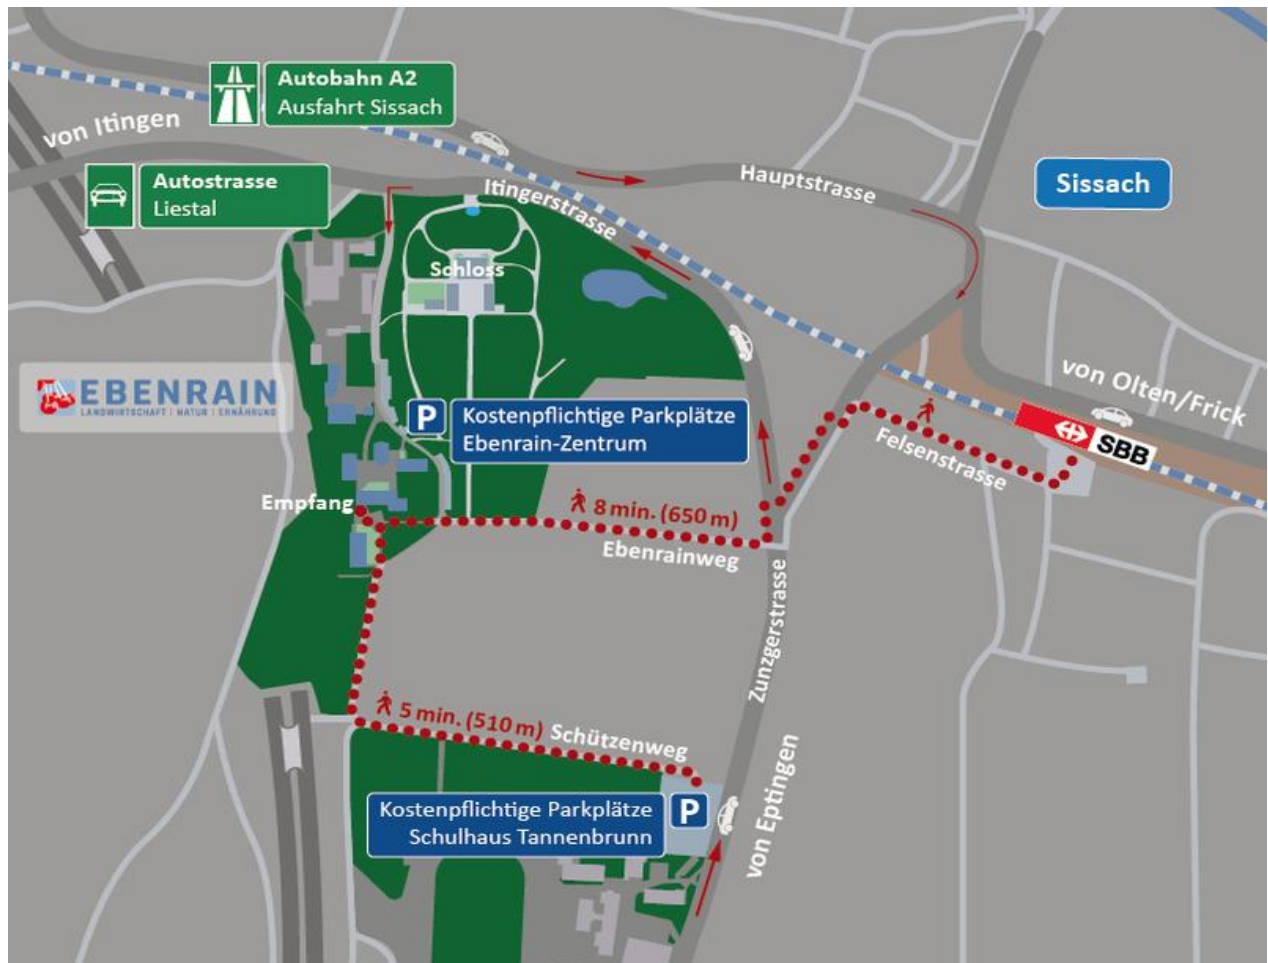 Autobahn A2
Ausfahrt Sissach
von Itingen
Autostrasse
Liestal
Itingerstrasse
Hauptstrasse
Sissach
Schloss
EBENRAIN
LANDWIRTSCHAFT | NATUR | ERNÄHRUNG
P
Kostenpflichtige Parkplätze
Ebenrain-Zentrum
von Olten/Frick
SBB
Felsenstrasse
Empfang
8 min. (650 m)
Ebenrainweg
Zunzgerstrasse
5 min. (510 m)
Schützenweg
von Eptingen
Kostenpflichtige Parkplätze
Schulhaus Tannenbrunn
P